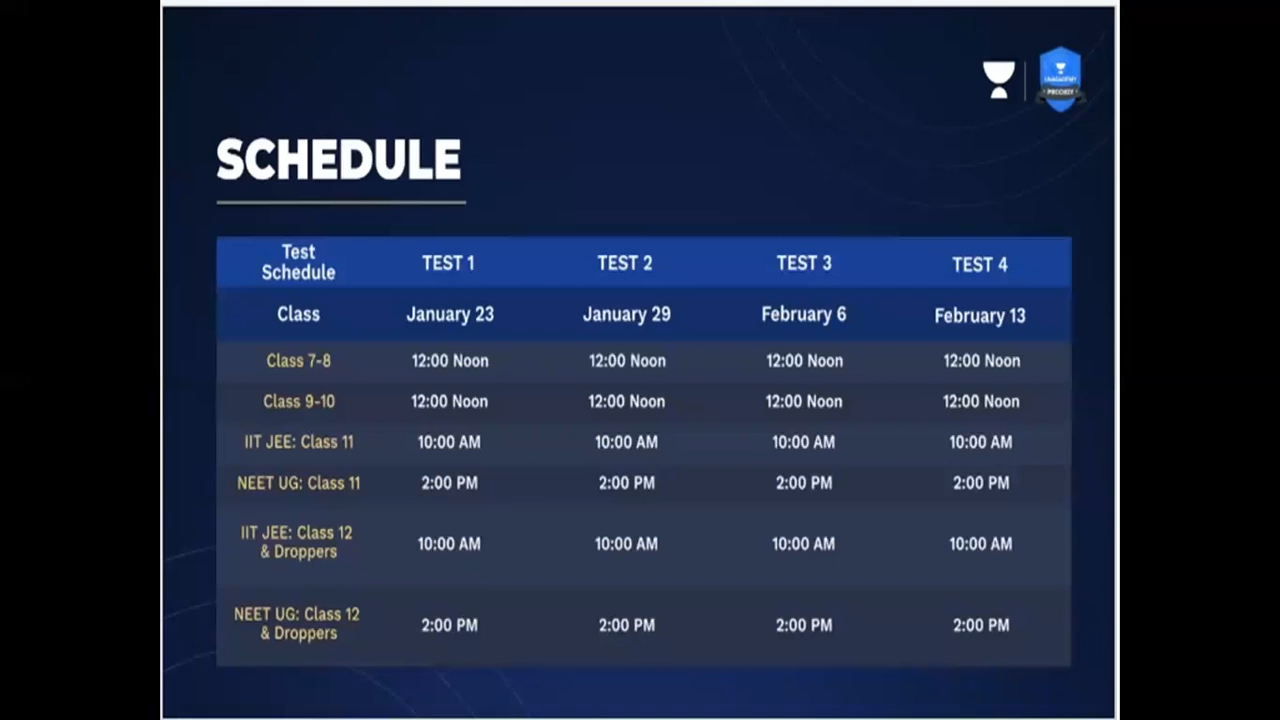 UNACADEMY
PRODIGY
SCHEDULE
Test Schedule TEST 1 TEST 2 TEST 3 TEST 4
Class January 23 January 29 February 6 February 13
Class 7-8 12:00 Noon 12:00 Noon 12:00 Noon 12:00 Noon
Class 9-10 12:00 Noon 12:00 Noon 12:00 Noon 12:00 Noon
IIT JEE: Class 11 10:00 AM 10:00 AM 10:00 AM 10:00 AM
NEET UG: Class 11 2:00 PM 2:00 PM 2:00 PM 2:00 PM
IIT JEE: Class 12 & Droppers 10:00 AM 10:00 AM 10:00 AM 10:00 AM
NEET UG: Class 12 & Droppers 2:00 PM 2:00 PM 2:00 PM 2:00 PM